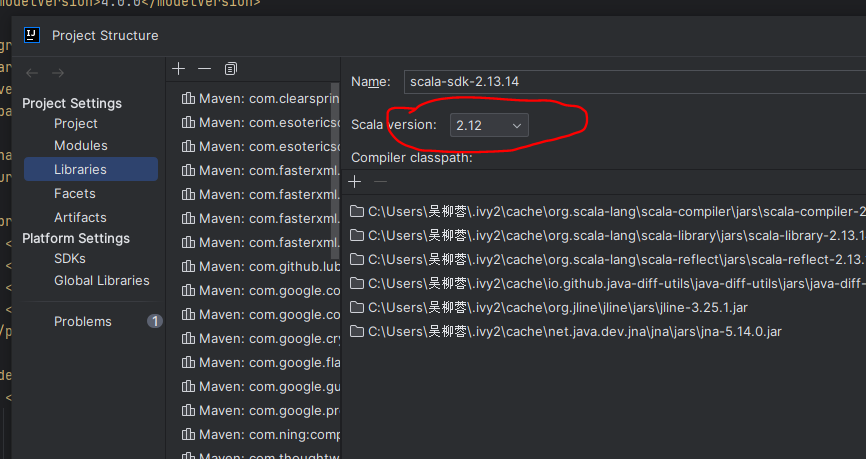 modelVersion>4.0.0</modelVersion>
Project Structure
Project Settings
Project
Modules
Libraries
Facets
Artifacts
Platform Settings
SDKs
Global Libraries
Problems 1
Maven: com.clearsprin
Maven: com.esotericso
Maven: com.esotericso
Maven: com.fasterxml.
Maven: com.fasterxml.
Maven: com.fasterxml.
Maven: com.fasterxml.
Maven: com.github.lub
Maven: com.google.co
Maven: com.google.co
Maven: com.google.cry
Maven: com.google.fla
Maven: com.google.gu
Maven: com.google.pro
Maven: com.ning:comp
Maven: com.thoughtw
Name: scala-sdk-2.13.14
Scala version: 2.12
Compiler classpath:
C:\Users\吴柳蓉\.ivy2\cache\org.scala-lang\scala-compiler\jars\scala-compiler-2
C:\Users\吴柳蓉\.ivy2\cache\org.scala-lang\scala-library\jars\scala-library-2.13.1
C:\Users\吴柳蓉\.ivy2\cache\org.scala-lang\scala-reflect\jars\scala-reflect-2.13.
C:\Users\吴柳蓉\.ivy2\cache\io.github.java-diff-utils\java-diff-utils\jars\java-diff-
C:\Users\吴柳蓉\.ivy2\cache\org.jline\jline\jars\jline-3.25.1.jar
C:\Users\吴柳蓉\.ivy2\cache\net.java.dev.jna\jna\jars\jna-5.14.0.jar